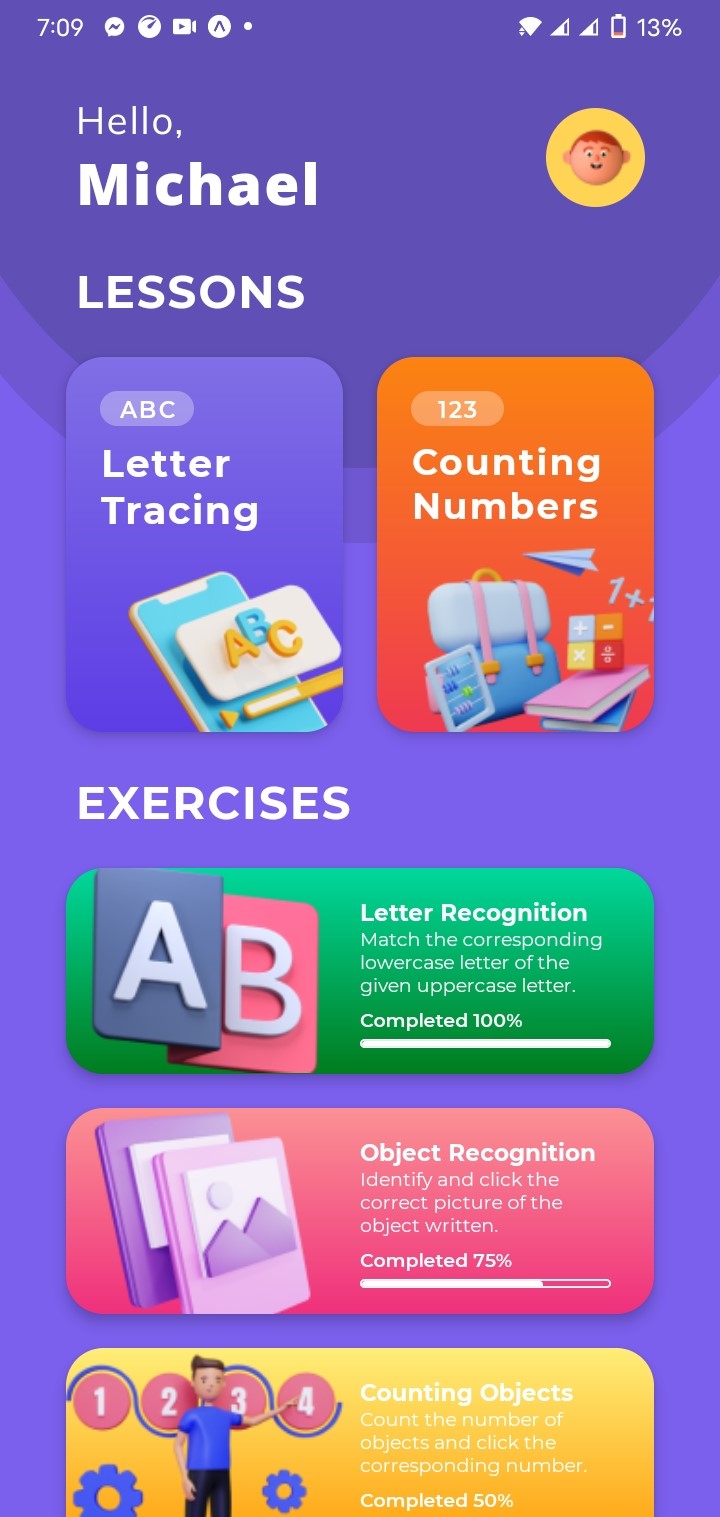 7:09
13%
Hello,
Michael
LESSONS
ABC
Letter
Tracing
ABC
123
Counting
Numbers
1+1
+ -
× ÷
EXERCISES
A B
Letter Recognition
Match the corresponding
lowercase letter of the
given uppercase letter.
Completed 100%
Object Recognition
Identify and click the
correct picture of the
object written.
Completed 75%
1 2 3 4
Counting Objects
Count the number of
objects and click the
corresponding number.
Completed 50%